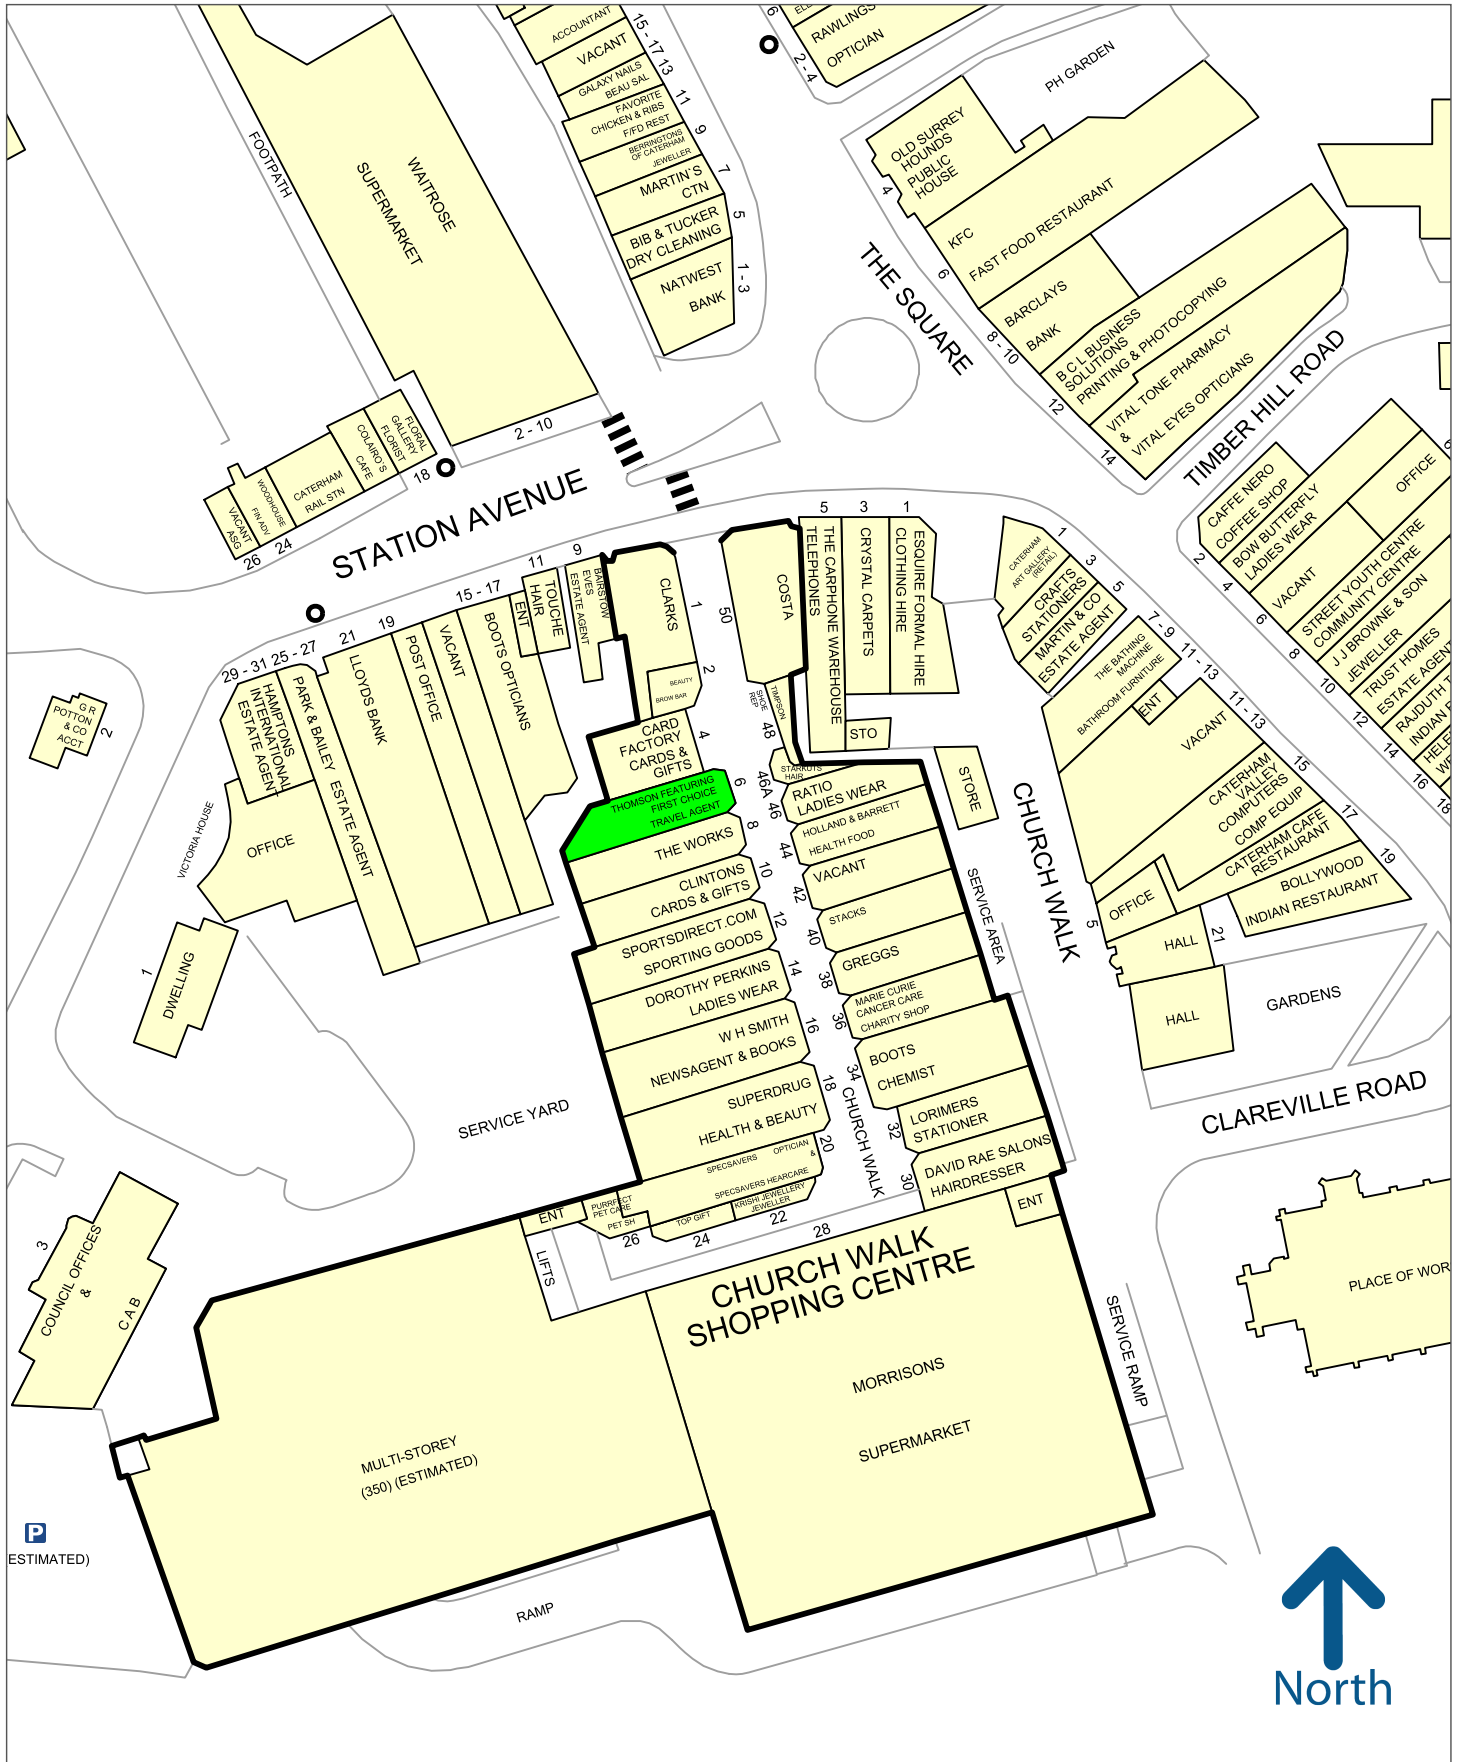 ACCOUNTANT
VACANT
GALAXY NAILS
BEAU SAL
FAVORITE
CHICKEN & RIBS
F/FD REST
BERRINGTONS
OF CATERHAM
JEWELLER
MARTIN'S
CTN
BIB & TUCKER
DRY CLEANING
NATWEST
BANK
15 - 17
13
11
9
7
5
1 - 3
6
2 - 4
RAWLINGS
OPTICIAN
PH GARDEN
OLD SURREY
HOUNDS
PUBLIC
HOUSE
4
KFC
FAST FOOD RESTAURANT
6
BARCLAYS
BANK
8 - 10
B C L BUSINESS
SOLUTIONS
PRINTING & PHOTOCOPYING
12
VITAL TONE PHARMACY
&
VITAL EYES OPTICIANS
14
THE SQUARE
TIMBER HILL ROAD
FOOTPATH
WAITROSE
SUPERMARKET
2 - 10
FLORAL
GALLERY
FLORIST
18
COLAIRO'S
CAFE
CATERHAM
RAIL STN
WOODHOUSE
FIN ADV
24
VACANT
ASG
26
STATION AVENUE
CAFFE NERO
COFFEE SHOP
2
BOW BUTTERFLY
LADIES WEAR
4
OFFICE
VACANT
6
STREET YOUTH CENTRE
COMMUNITY CENTRE
8
J J BROWNE & SON
JEWELLER
10
TRUST HOMES
ESTATE AGENT
12
RAJDUTH T
INDIAN R
14
HELE
WE
16
18
6
29 - 31
25 - 27
21
19
15 - 17
11
9
HAMPTONS
INTERNATIONAL
ESTATE AGENT
PARK & BAILEY ESTATE AGENT
LLOYDS BANK
POST OFFICE
VACANT
BOOTS OPTICIANS
ENT
TOUCHE
HAIR
BAIRSTOW
EVES
ESTATE AGENT
OFFICE
VICTORIA HOUSE
G R
POTTON
& CO
ACCT
2
DWELLING
1
CLARKS
1
BEAUTY
BROW BAR
2
CARD
FACTORY
CARDS &
GIFTS
4
THOMSON FEATURING
FIRST CHOICE
TRAVEL AGENT
6
THE WORKS
8
CLINTONS
CARDS & GIFTS
10
SPORTSDIRECT.COM
SPORTING GOODS
12
DOROTHY PERKINS
LADIES WEAR
14
W H SMITH
NEWSAGENT & BOOKS
16
SUPERDRUG
HEALTH & BEAUTY
18
SPECSAVERS OPTICIAN
&
SPECSAVERS HEARCARE
20
KRISHI JEWELLERY
JEWELLER
22
TOP GIFT
24
PURRFECT
PET CARE
PET SH
26
ENT
LIFTS
28
COSTA
50
TIMPSON
SHOE
REP
48
STARKUTS
HAIR
46A
RATIO
LADIES WEAR
46
HOLLAND & BARRETT
HEALTH FOOD
44
VACANT
42
STACKS
40
GREGGS
38
MARIE CURIE
CANCER CARE
CHARITY SHOP
36
BOOTS
CHEMIST
34
LORIMERS
STATIONER
32
DAVID RAE SALONS
HAIRDRESSER
30
ENT
CHURCH WALK
5
3
1
THE CARPHONE WAREHOUSE
TELEPHONES
CRYSTAL CARPETS
ESQUIRE FORMAL HIRE
CLOTHING HIRE
STO
STORE
SERVICE AREA
CHURCH WALK
CATERHAM
ART GALLERY
(RETAIL)
1
CRAFTS
STATIONERS
3
MARTIN & CO
ESTATE AGENT
5
THE BATHING
MACHINE
BATHROOM FURNITURE
7 - 9
ENT
11 - 13
VACANT
11 - 13
CATERHAM
VALLEY
COMPUTERS
COMP EQUIP
15
CATERHAM CAFE
RESTAURANT
17
BOLLYWOOD
INDIAN RESTAURANT
19
OFFICE
5
HALL
21
HALL
GARDENS
CLAREVILLE ROAD
SERVICE YARD
3
COUNCIL OFFICES
&
C A B
CHURCH WALK
SHOPPING CENTRE
MORRISONS
SUPERMARKET
SERVICE RAMP
PLACE OF WOR
MULTI-STOREY
(350) (ESTIMATED)
P
ESTIMATED)
RAMP
North